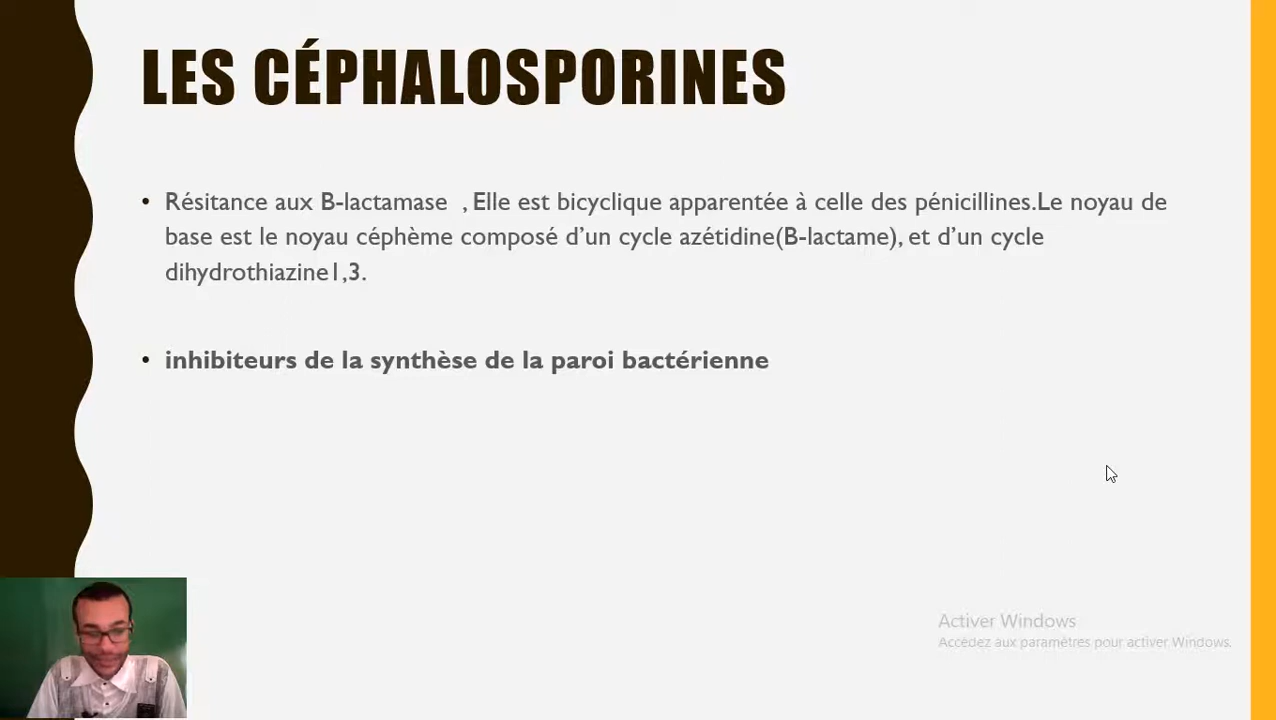 LES CÉPHALOSPORINES
• Résitance aux B-lactamase , Elle est bicyclique apparentée à celle des pénicillines.Le noyau de
base est le noyau céphème composé d’un cycle azétidine(B-lactame), et d’un cycle
dihydrothiazine1,3.
• inhibiteurs de la synthèse de la paroi bactérienne
Activer Windows
Accédez aux paramètres pour activer Windows.